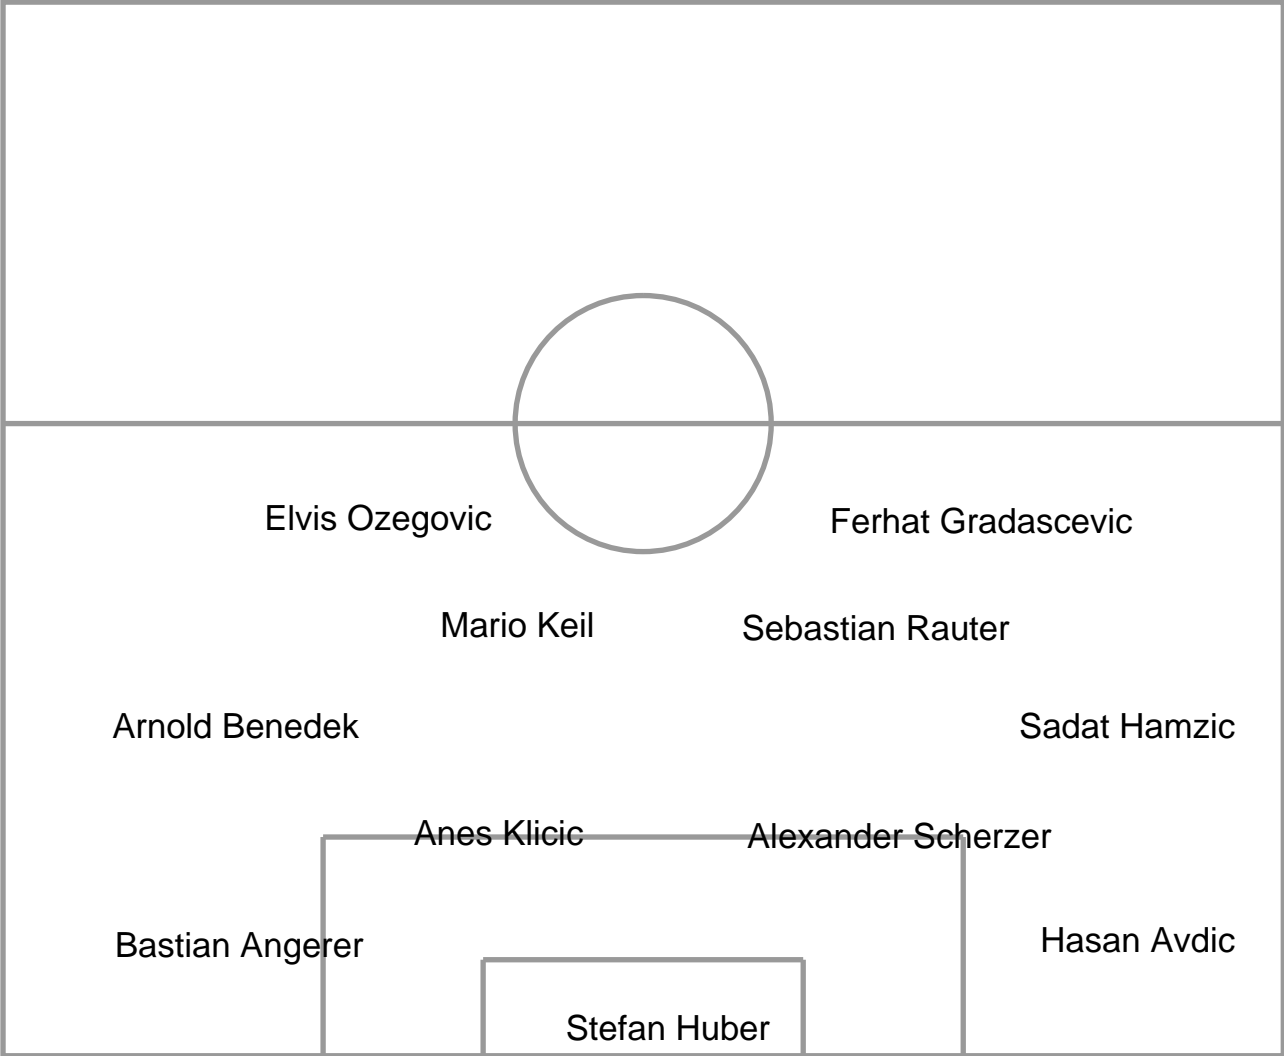 Elvis Ozegovic
Ferhat Gradascevic
Mario Keil
Sebastian Rauter
Arnold Benedek
Sadat Hamzic
Anes Klicic
Alexander Scherzer
Bastian Angerer
Hasan Avdic
Stefan Huber